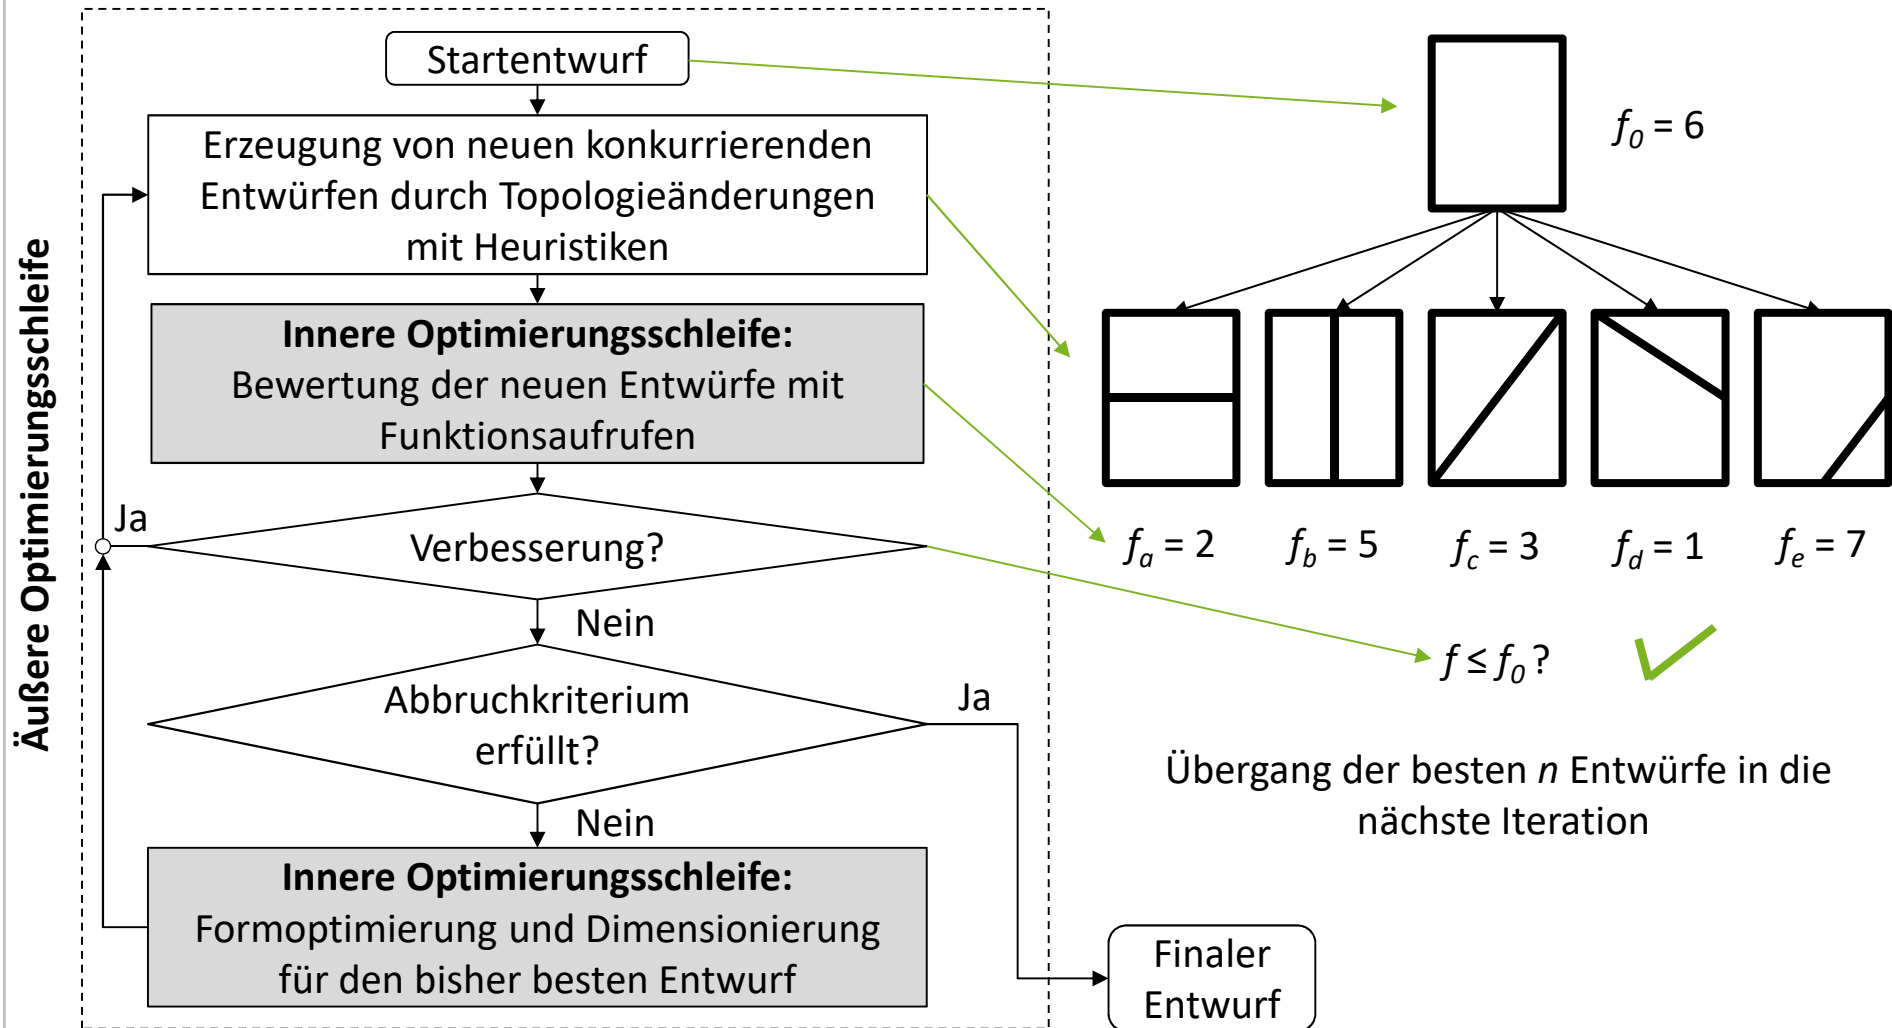 Äußere Optimierungsschleife
Startentwurf
Erzeugung von neuen konkurrierenden
Entwürfen durch Topologieänderungen
mit Heuristiken
Innere Optimierungsschleife:
Bewertung der neuen Entwürfe mit
Funktionsaufrufen
Ja
Verbesserung?
Nein
Abbruchkriterium
erfüllt?
Ja
Nein
Innere Optimierungsschleife:
Formoptimierung und Dimensionierung
für den bisher besten Entwurf
Finaler
Entwurf
f0 = 6
fa = 2 fb = 5 fc = 3 fd = 1 fe = 7
f ≤ f0 ?
Übergang der besten n Entwürfe in die
nächste Iteration